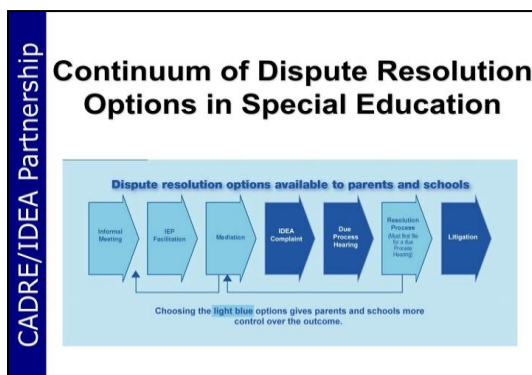 CADRE/IDEA Partnership
Continuum of Dispute Resolution
Options in Special Education
Dispute resolution options available to parents and schools
Informal
Meeting
IEP
Facilitation
Mediation
IDEA
Complaint
Due
Process
Hearing
Resolution
Process
(Must first file
for a due
Process
Hearing)
Litigation
Choosing the light blue options gives parents and schools more
control over the outcome.